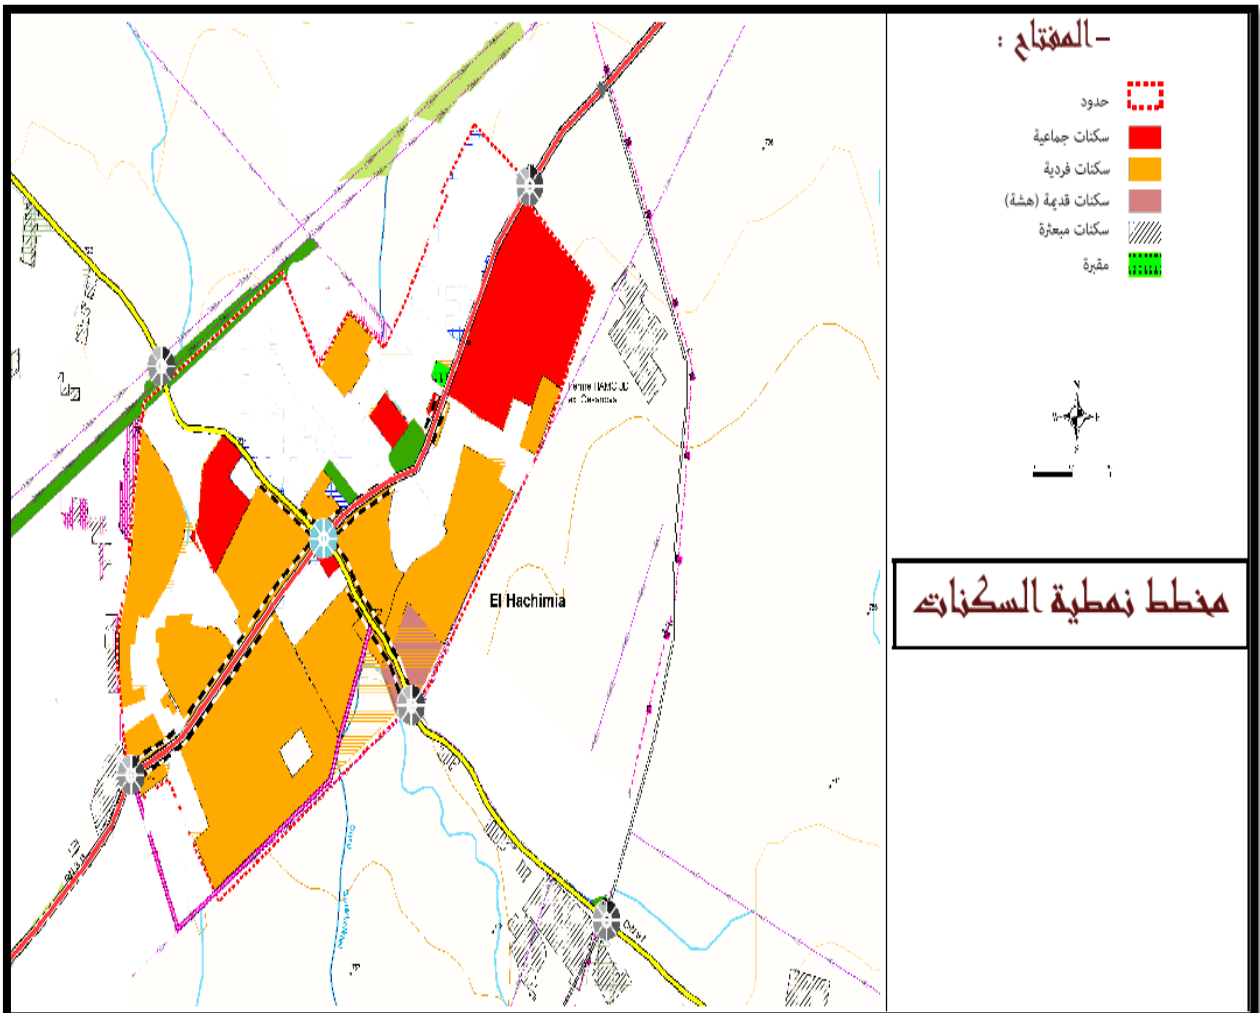 -المفتاح :
حدود
سكنات جماعية
سكنات فردية
سكنات قديمة (هشة)
سكنات مبعثرة
مقبرة
مخطط نمطية السكنات
El Hachimia